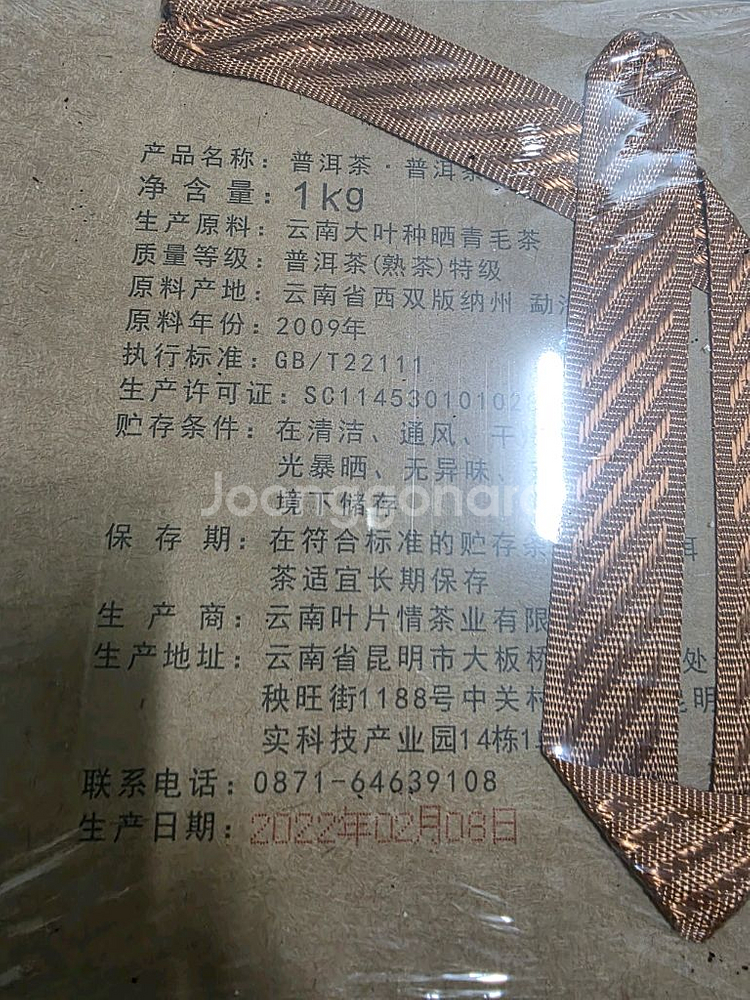 产品名称：普洱茶·普洱茶
净含量：1kg
生产原料：云南大叶种晒青毛茶
质量等级：普洱茶(熟茶)特级
原料产地：云南省西双版纳州 勐
原料年份：2009年
执行标准：GB/T22111
生产许可证：SC11453010102
贮存条件：在清洁、通风、干
光暴晒、无异味、
境下储存
保存期：在符合标准的贮存条 洱
茶适宜长期保存
生产商：云南叶片情茶业有限
生产地址：云南省昆明市大板桥 处
秧旺街1188号中关村 昆明
实科技产业园14栋1
联系电话：0871-64639108
生产日期：2022年02月08日
Joonggonara